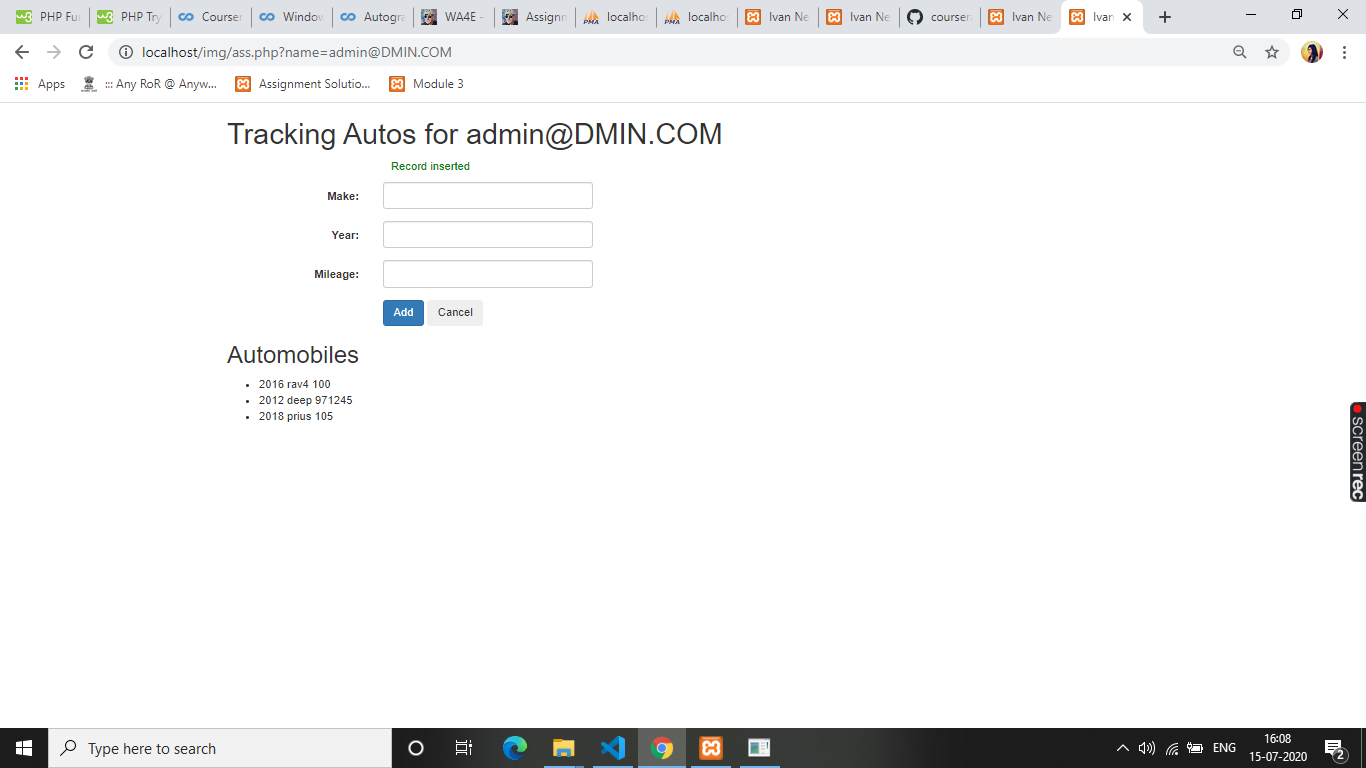 PHP Fu
PHP Try
Courser
Window
Autogra
WA4E -
Assignm
localhos
localhos
Ivan Ne
Ivan Ne
coursera
Ivan Ne
Ivan
localhost/img/ass.php?name=admin@DMIN.COM
Apps
::: Any RoR @ Anyw...
Assignment Solutio...
Module 3
Tracking Autos for admin@DMIN.COM
Record inserted
Make:
Year:
Mileage:
Add Cancel
Automobiles
• 2016 rav4 100
• 2012 deep 971245
• 2018 prius 105
screenrec
Type here to search
ENG
16:08
15-07-2020
2